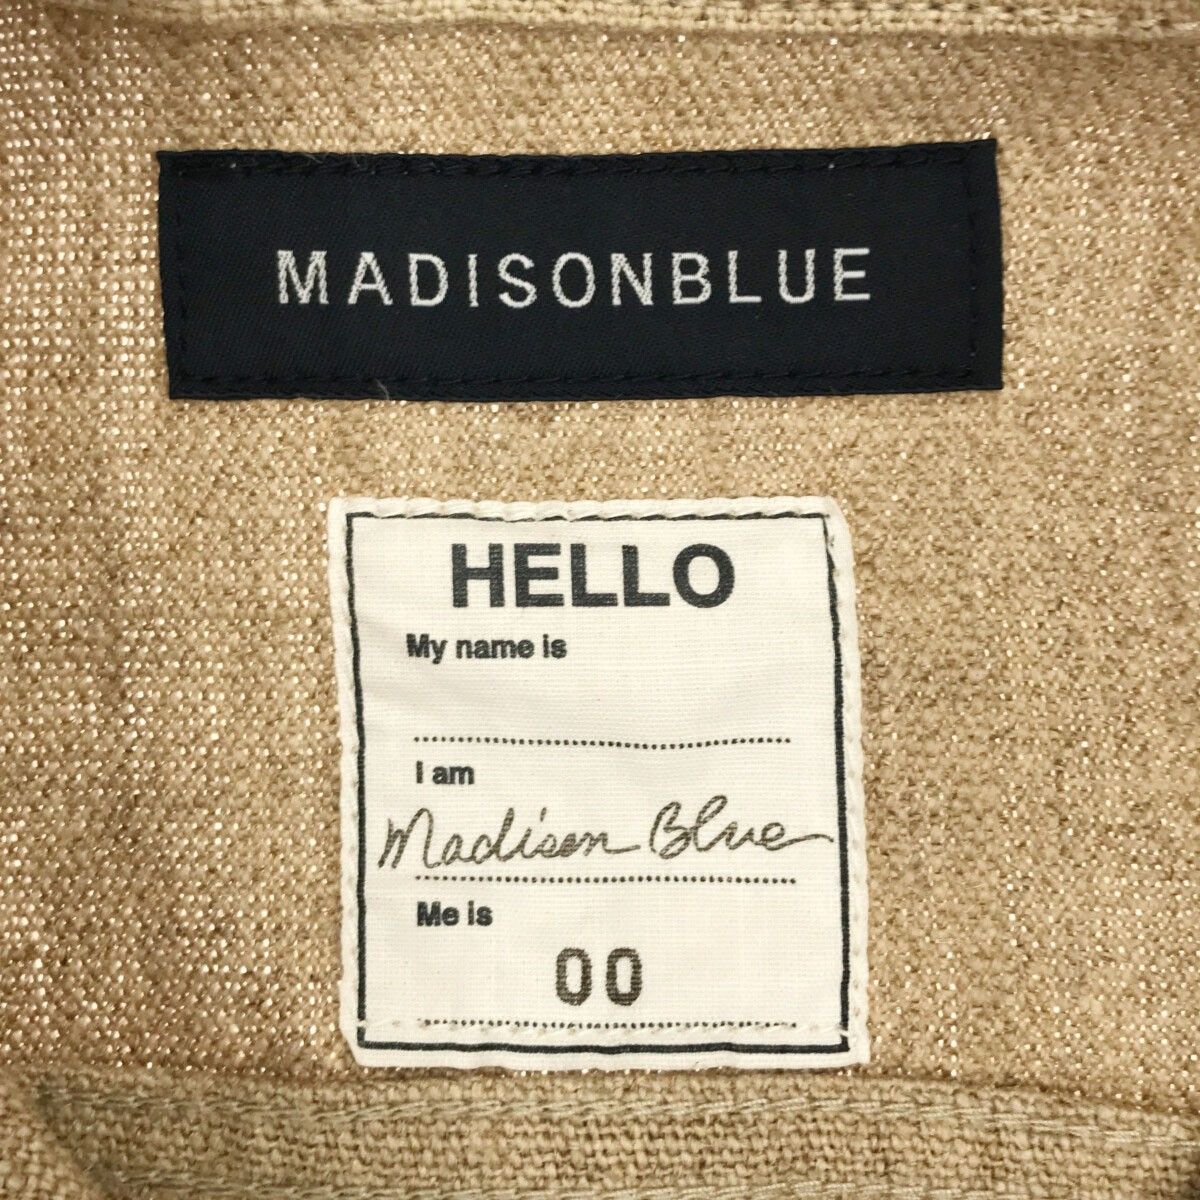 MADISONBLUE
HELLO
My name is
I am
Madison Blue
Me is
00